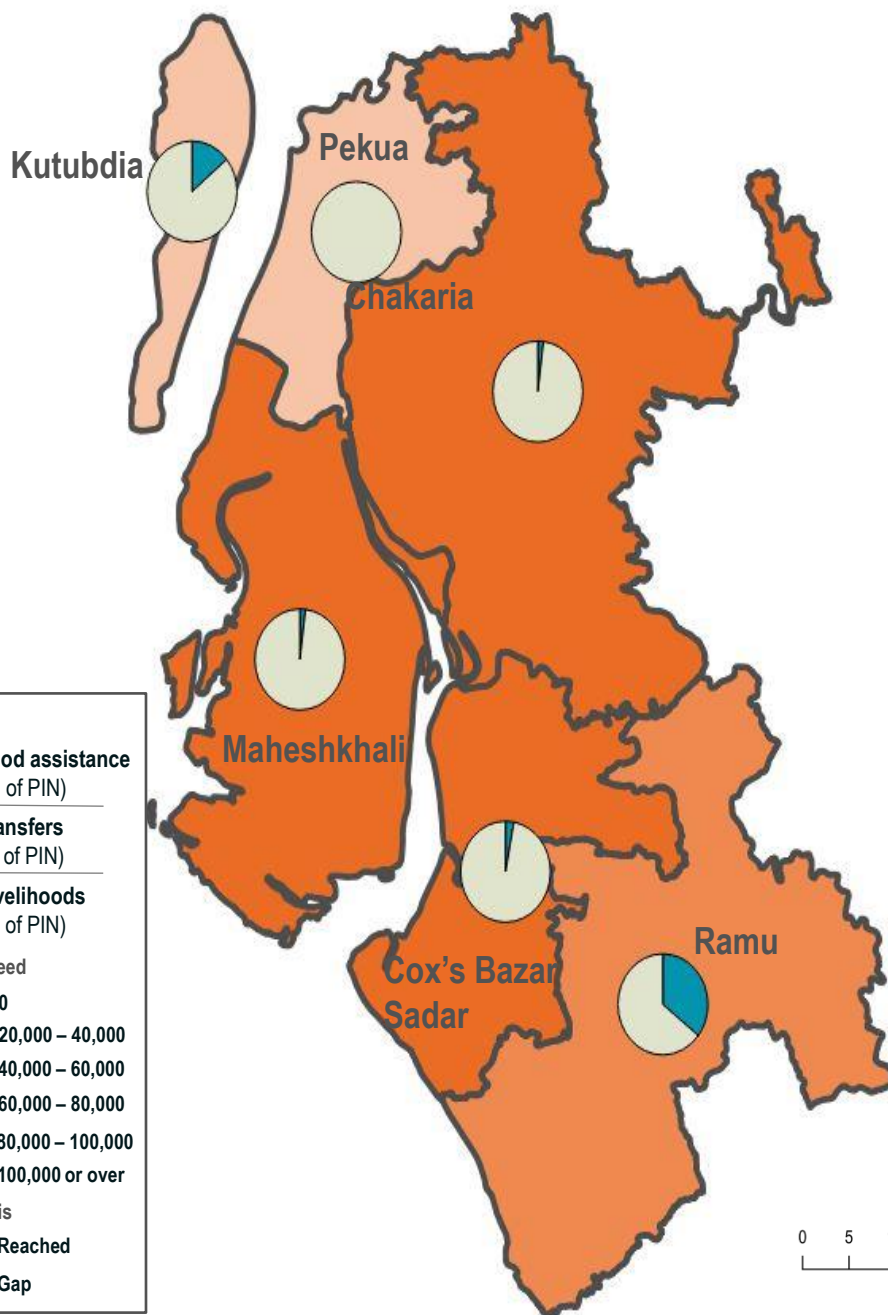 Kutubdia
Pekua
Chakaria
Maheshkhali
Cox's Bazar
Sadar
Ramu
od assistance
of PIN)
ansfers
of PIN)
velihoods
of PIN)
eed
0
20,000 – 40,000
40,000 – 60,000
60,000 – 80,000
80,000 – 100,000
100,000 or over
is
Reached
Gap
0 5